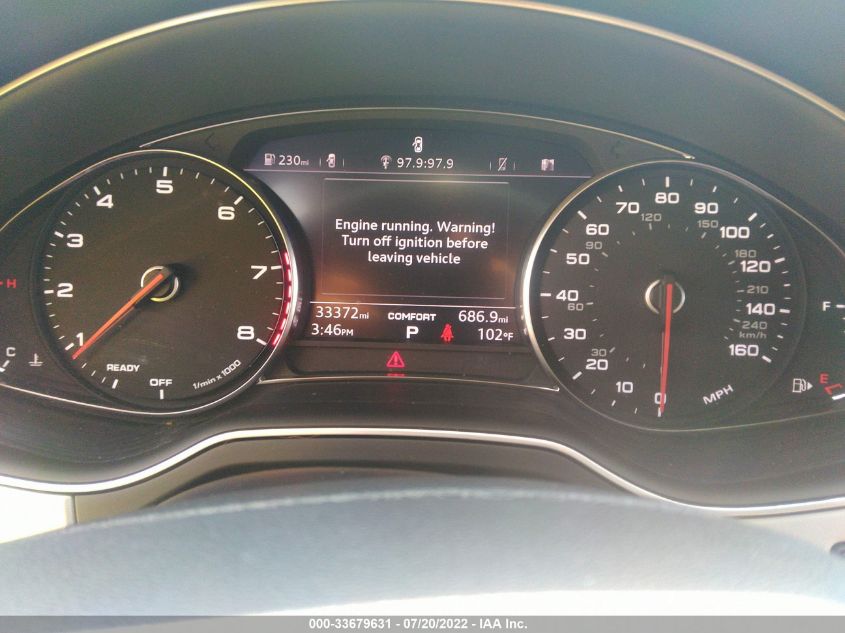 230mi
97.9:97.9
Engine running. Warning!
Turn off ignition before
leaving vehicle
33372mi COMFORT 686.9mi
3:46PM P 102°F
H
C
1
2
3
4
5
6
7
8
READY
OFF
1/min x 1000
0
10
20
30
40
50
60
70
80
90
100
120
140
160
MPH
30
60
90
120
150
180
210
240
km/h
F
E
000-33679631 - 07/20/2022 - IAA Inc.